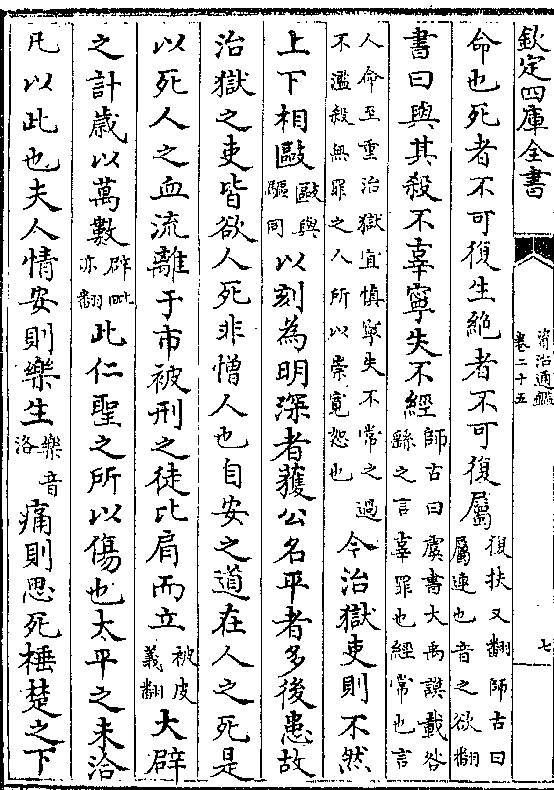 欽定四庫全書
資治通鑑
卷二十五
七
命也死者不可復生絶者不可復屬復扶又翻師古曰屬連也音之欲翻
書曰與其殺不辜寧失不經師古曰虞書大禹謨載咎繇之言辜罪也經常也言
人命至重治獄宜慎寧失不常之過不濫殺無罪之人所以崇寛恕也今治獄吏則不然
上下相毆毆與驅同以刻為明深者獲公名平者多後患故
治獄之吏皆欲人死非憎人也自安之道在人之死是
以死人之血流離于市被刑之徒比肩而立被皮義翻大辟
之計歲以萬數辟毗亦翻此仁聖之所以傷也太平之未洽
凡以此也夫人情安則樂生樂音洛痛則思死棰楚之下